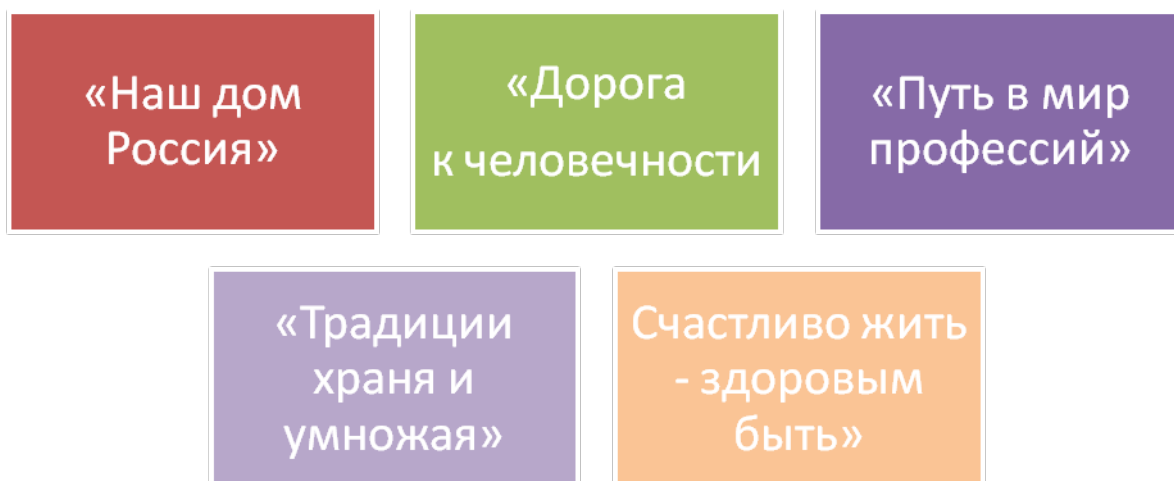 «Наш дом
Россия»
«Дорога
к человечности
«Путь в мир
профессий»
«Традиции
храня и
умножая»
Счастливо жить
- здоровым
быть»